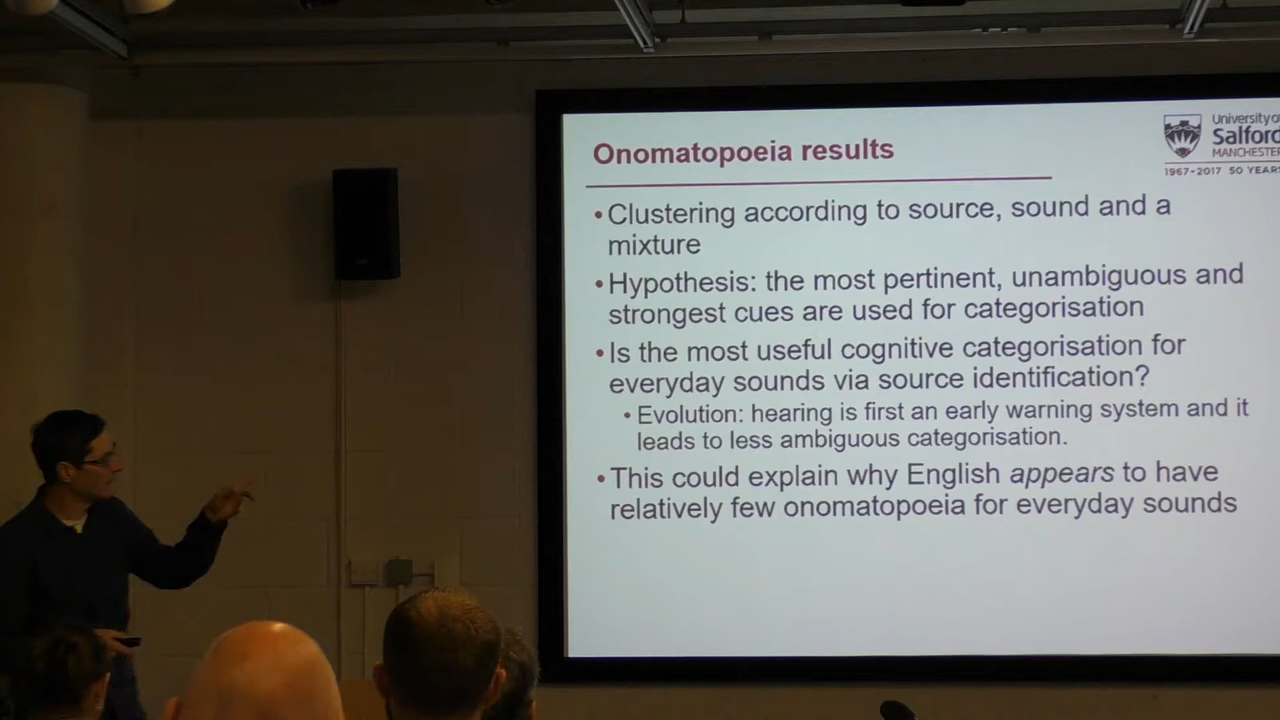 Onomatopoeia results
University of
Salford
MANCHESTER
1967-2017 50 YEARS
•Clustering according to source, sound and a
mixture
•Hypothesis: the most pertinent, unambiguous and
strongest cues are used for categorisation
•Is the most useful cognitive categorisation for
everyday sounds via source identification?
•Evolution: hearing is first an early warning system and it
leads to less ambiguous categorisation.
•This could explain why English appears to have
relatively few onomatopoeia for everyday sounds